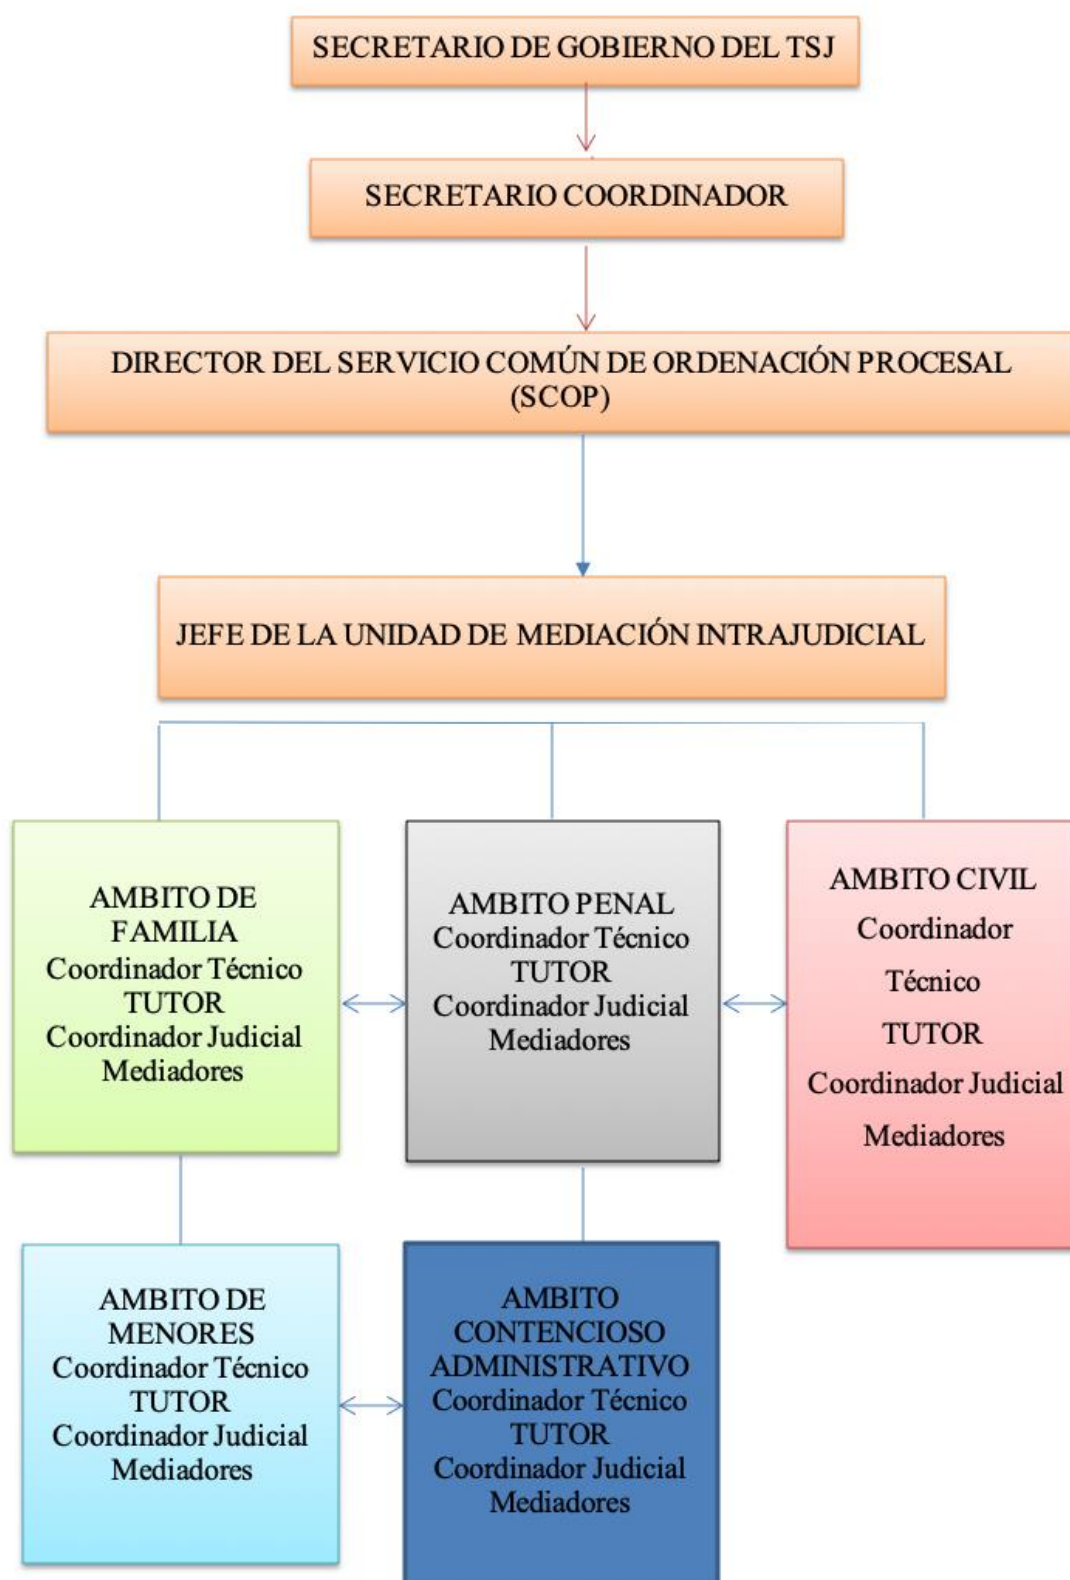 SECRETARIO DE GOBIERNO DEL TSJ
SECRETARIO COORDINADOR
DIRECTOR DEL SERVICIO COMÚN DE ORDENACIÓN PROCESAL
(SCOP)
JEFE DE LA UNIDAD DE MEDIACIÓN INTRAJUDICIAL
AMBITO DE
FAMILIA
Coordinador Técnico
TUTOR
Coordinador Judicial
Mediadores
AMBITO PENAL
Coordinador Técnico
TUTOR
Coordinador Judicial
Mediadores
AMBITO CIVIL
Coordinador
Técnico
TUTOR
Coordinador Judicial
Mediadores
AMBITO DE
MENORES
Coordinador Técnico
TUTOR
Coordinador Judicial
Mediadores
AMBITO
CONTENCIOSO
ADMINISTRATIVO
Coordinador Técnico
TUTOR
Coordinador Judicial
Mediadores